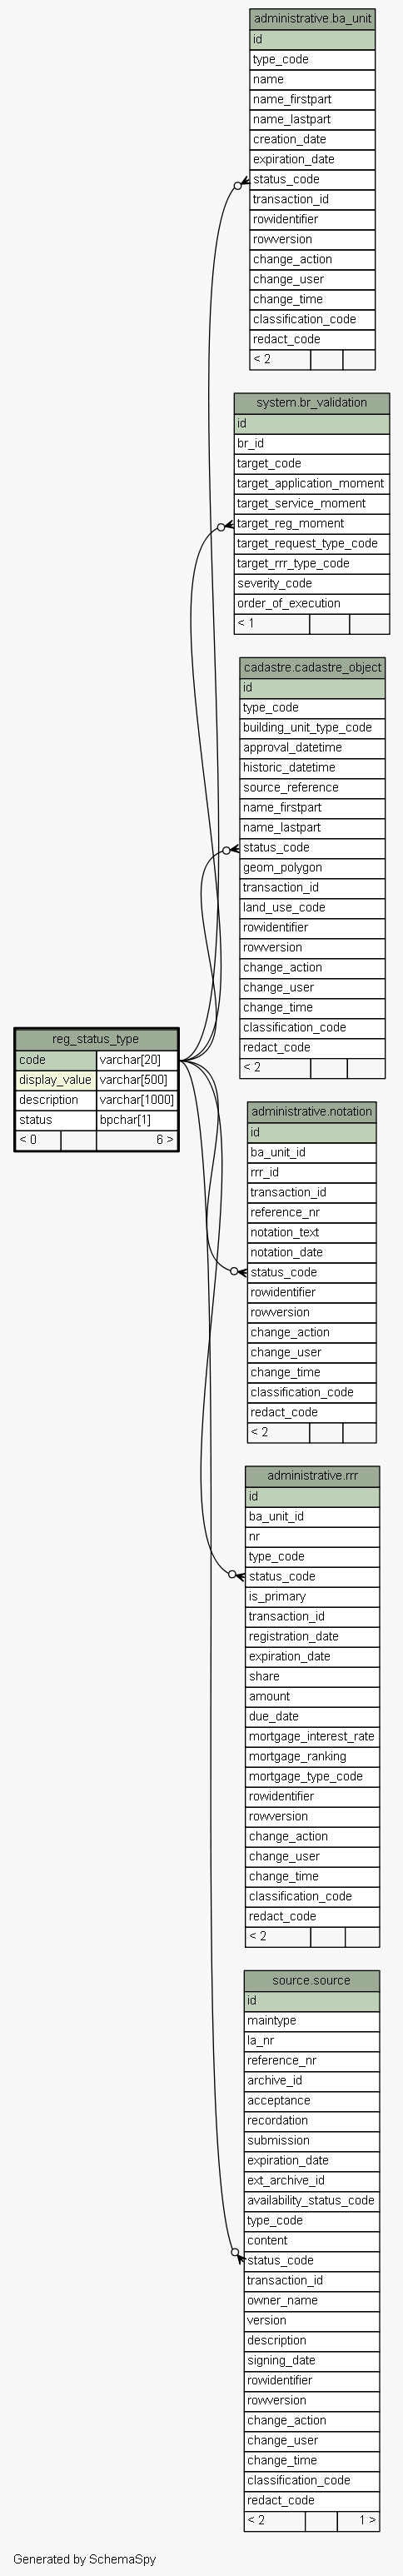 administrative.ba_unit
id
type_code
name
name_firstpart
name_lastpart
creation_date
expiration_date
status_code
transaction_id
rowidentifier
rowversion
change_action
change_user
change_time
classification_code
redact_code
< 2
system.br_validation
id
br_id
target_code
target_application_moment
target_service_moment
target_reg_moment
target_request_type_code
target_rrr_type_code
severity_code
order_of_execution
< 1
cadastre.cadastre_object
id
type_code
building_unit_type_code
approval_datetime
historic_datetime
source_reference
name_firstpart
name_lastpart
status_code
geom_polygon
transaction_id
land_use_code
rowidentifier
rowversion
change_action
change_user
change_time
classification_code
redact_code
< 2
reg_status_type
code varchar[20]
display_value varchar[500]
description varchar[1000]
status bpchar[1]
< 0 6 >
administrative.notation
id
ba_unit_id
rrr_id
transaction_id
reference_nr
notation_text
notation_date
status_code
rowidentifier
rowversion
change_action
change_user
change_time
classification_code
redact_code
< 2
administrative.rrr
id
ba_unit_id
nr
type_code
status_code
is_primary
transaction_id
registration_date
expiration_date
share
amount
due_date
mortgage_interest_rate
mortgage_ranking
mortgage_type_code
rowidentifier
rowversion
change_action
change_user
change_time
classification_code
redact_code
< 2
source.source
id
maintype
la_nr
reference_nr
archive_id
acceptance
recordation
submission
expiration_date
ext_archive_id
availability_status_code
type_code
content
status_code
transaction_id
owner_name
version
description
signing_date
rowidentifier
rowversion
change_action
change_user
change_time
classification_code
redact_code
< 2 1 >
Generated by SchemaSpy